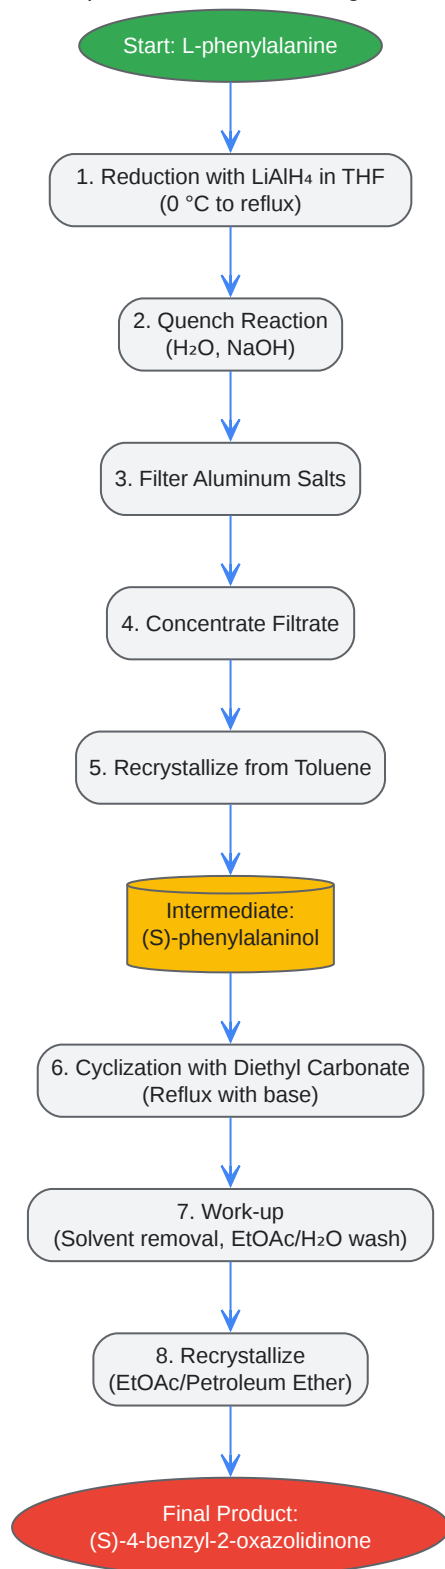 Start: L-phenylalanine
1. Reduction with LiAlH₄ in THF
(0 °C to reflux)
2. Quench Reaction
(H₂O, NaOH)
3. Filter Aluminum Salts
4. Concentrate Filtrate
5. Recrystallize from Toluene
Intermediate:
(S)-phenylalaninol
6. Cyclization with Diethyl Carbonate
(Reflux with base)
7. Work-up
(Solvent removal, EtOAc/H₂O wash)
8. Recrystallize
(EtOAc/Petroleum Ether)
Final Product:
(S)-4-benzyl-2-oxazolidinone